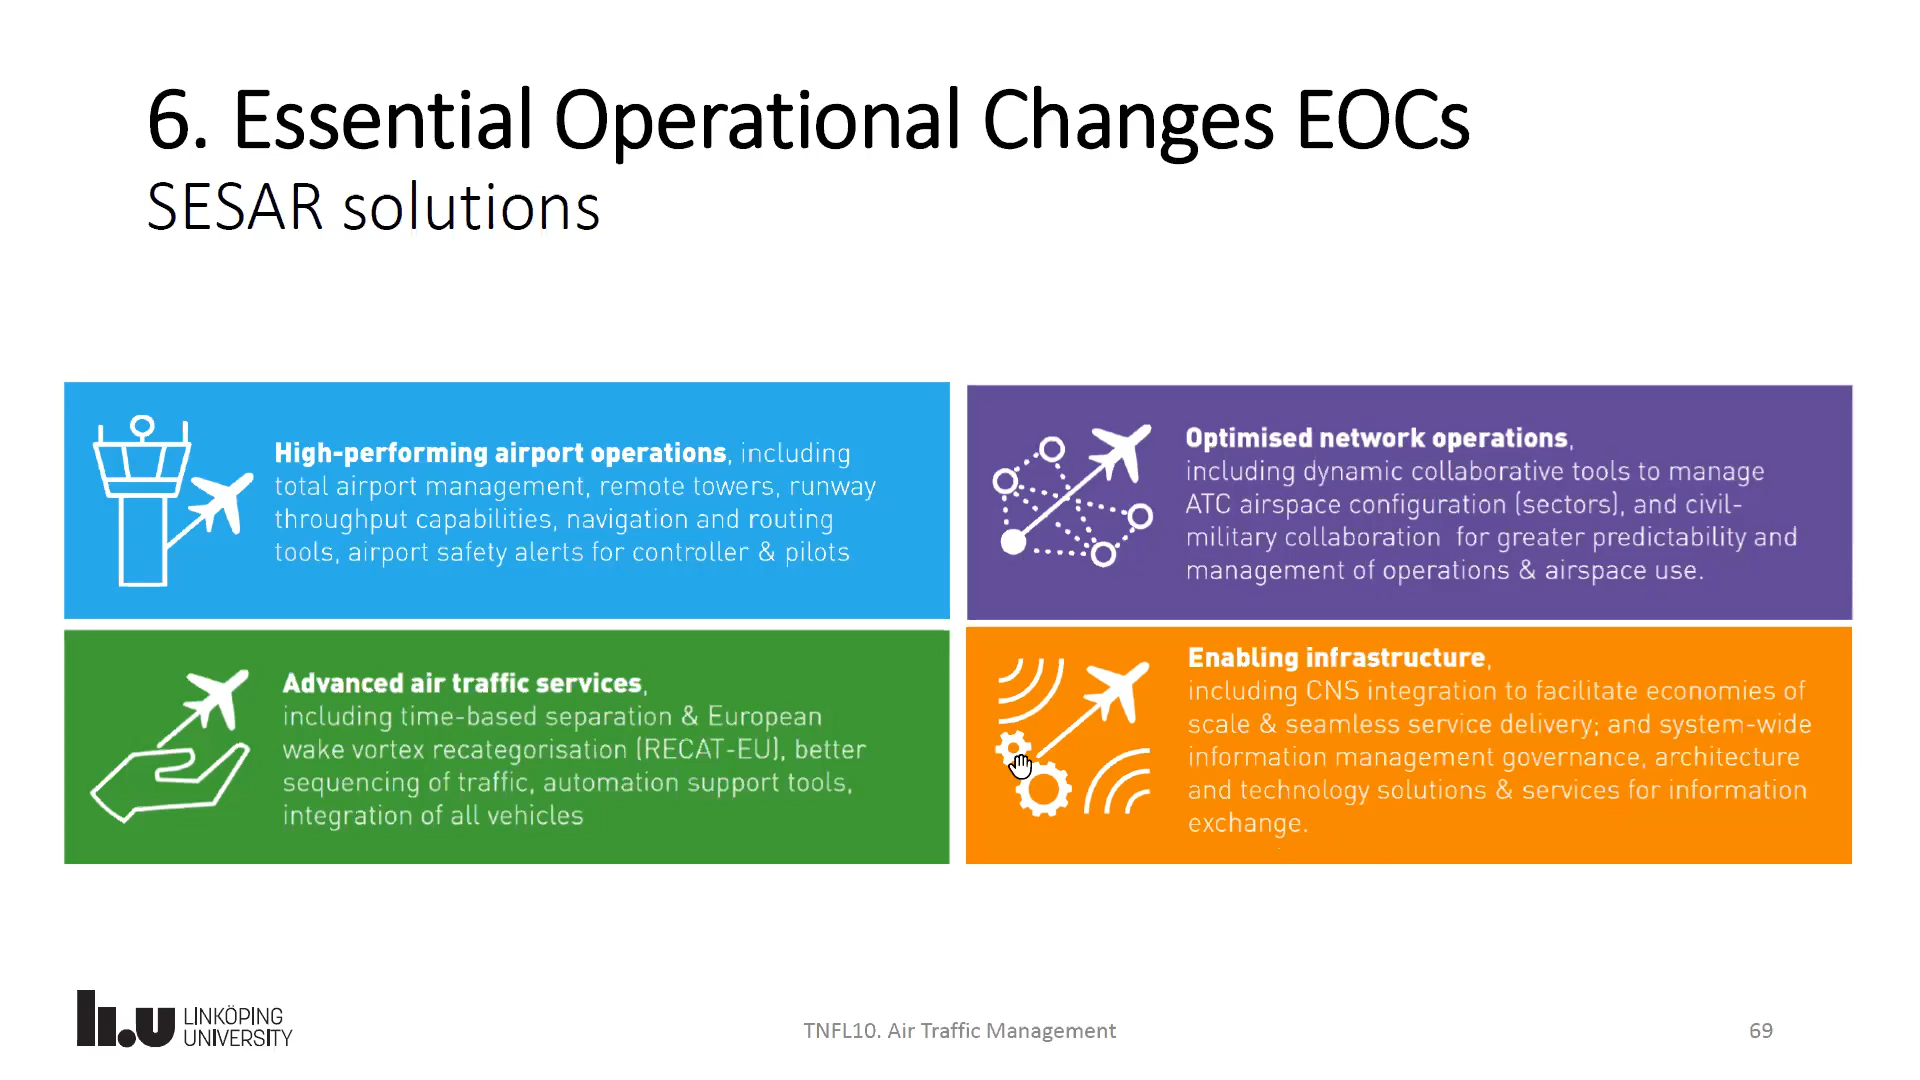 6. Essential Operational Changes EOCs
SESAR solutions
High-performing airport operations, including
total airport management, remote towers, runway
throughput capabilities, navigation and routing
tools, airport safety alerts for controller & pilots
Optimised network operations,
including dynamic collaborative tools to manage
ATC airspace configuration (sectors), and civil-
military collaboration for greater predictability and
management of operations & airspace use.
Advanced air traffic services,
including time-based separation & European
wake vortex recategorisation (RECAT-EU), better
sequencing of traffic, automation support tools,
integration of all vehicles
Enabling infrastructure,
including CNS integration to facilitate economies of
scale & seamless service delivery; and system-wide
information management governance, architecture
and technology solutions & services for information
exchange.
li.u LINKÖPING
UNIVERSITY
TNFL10. Air Traffic Management
69